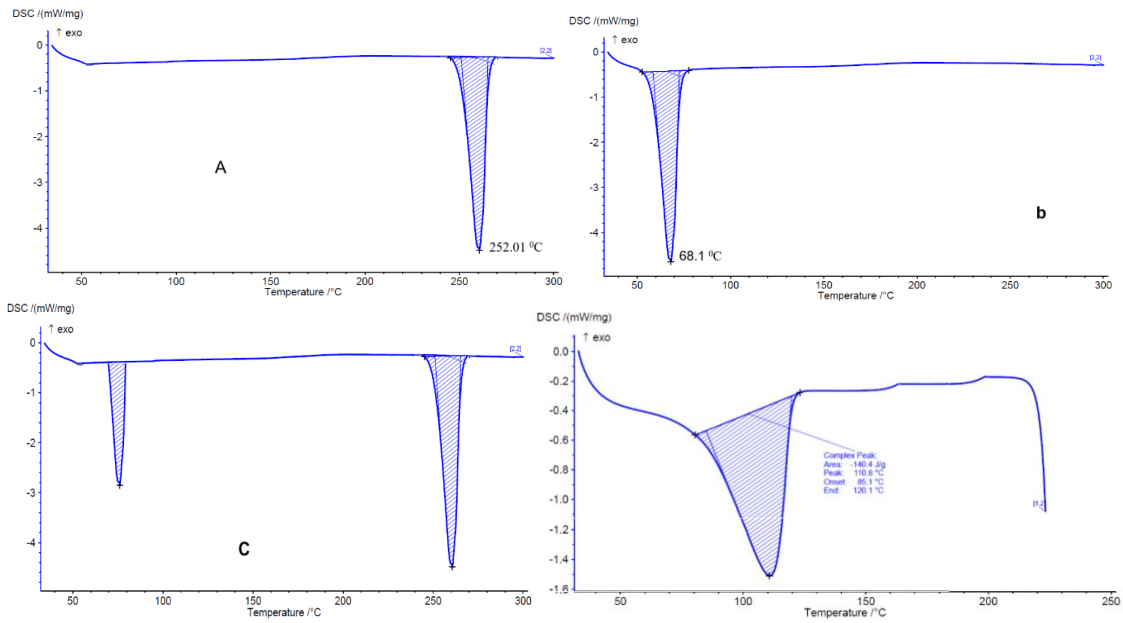 DSC /(mW/mg)
↑ exo
[2,2]
0
-1
-2
-3
-4
A
252.01 ⁰C
50
100
150
200
250
300
Temperature /°C
DSC /(mW/mg)
↑ exo
[2,2]
0
-1
-2
-3
-4
b
68.1 ⁰C
50
100
150
200
250
300
Temperature /°C
DSC /(mW/mg)
↑ exo
[2,2]
0
-1
-2
-3
-4
C
50
100
150
200
250
300
Temperature /°C
DSC /(mW/mg)
↑ exo
0.0
-0.2
-0.4
-0.6
-0.8
-1.0
-1.2
-1.4
-1.6
Complex Peak:
Area: -140.4 J/g
Peak: 110.8 °C
Onset: 85.1 °C
End: 120.1 °C
[1,2]
50
100
150
200
250
Temperature /°C